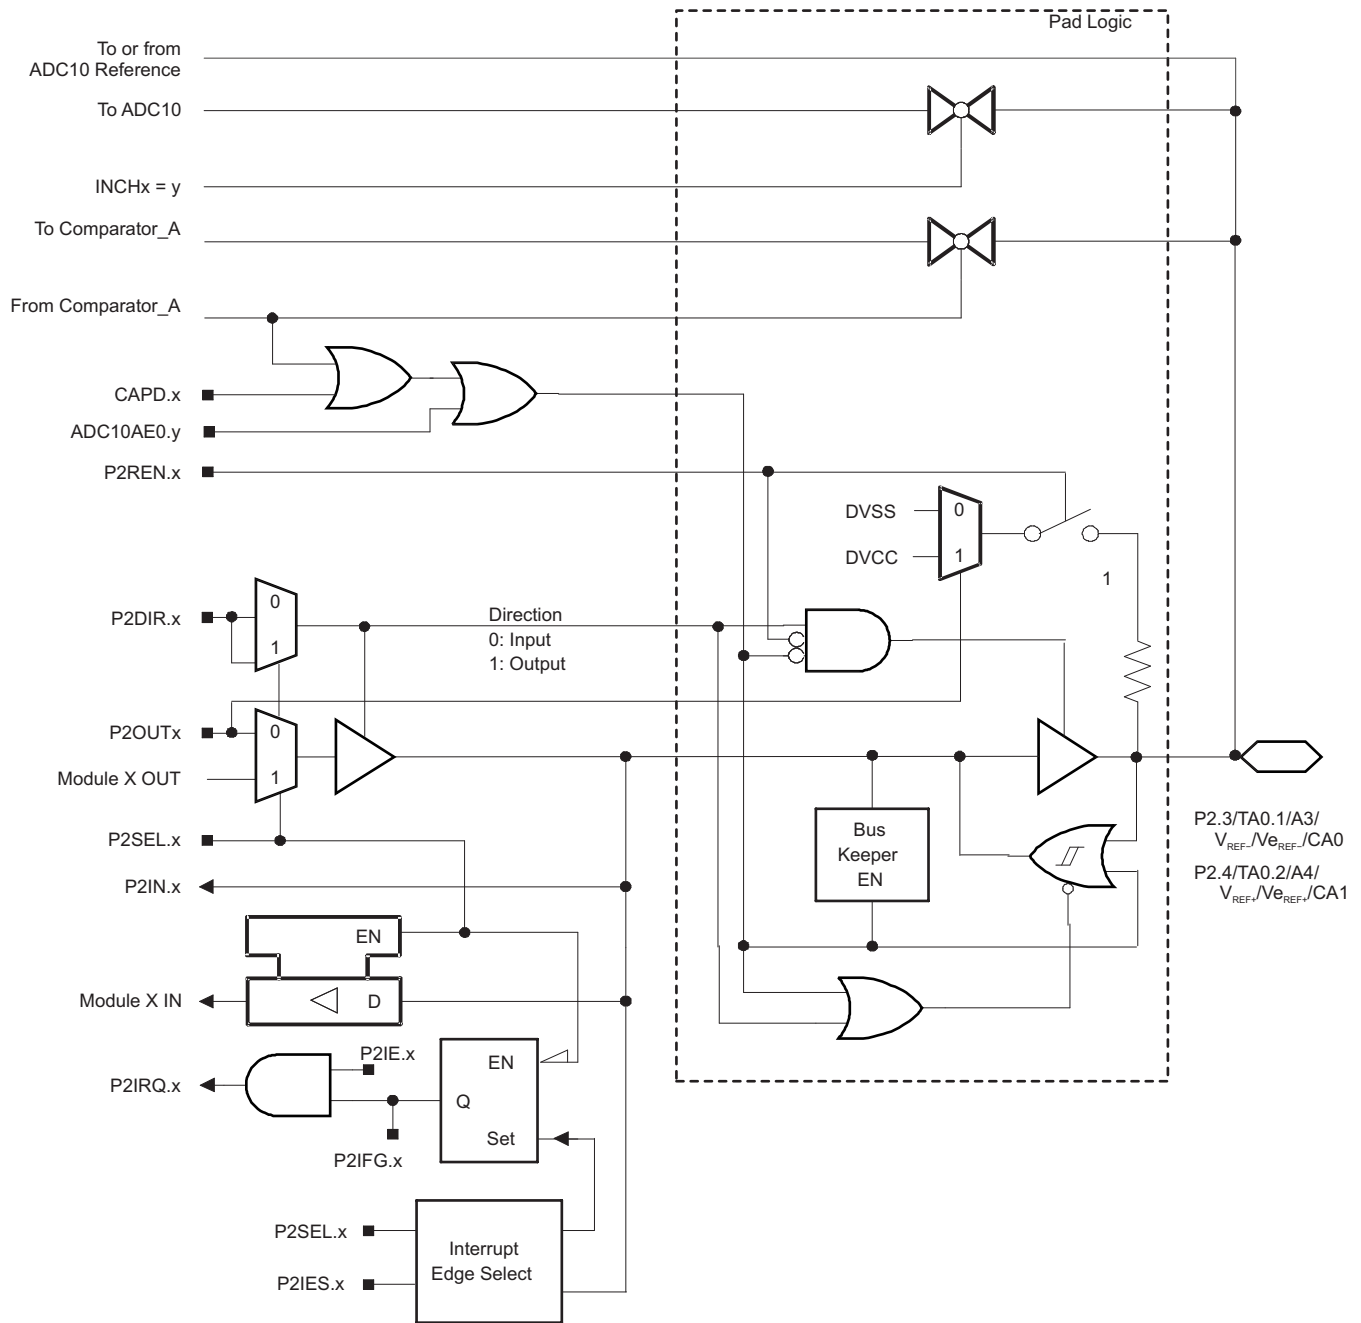 Pad Logic
To or from
ADC10 Reference
To ADC10
INCHx = y
To Comparator_A
From Comparator_A
CAPD.x
ADC10AE0.y
P2REN.x
DVSS
0
DVCC
1
1
P2DIR.x
0
1
Direction
0: Input
1: Output
P2OUTx
0
Module X OUT
1
P2SEL.x
Bus
Keeper
EN
P2.3/TA0.1/A3/
VREF-/VeREF-/CA0
P2.4/TA0.2/A4/
VREF+/VeREF+/CA1
P2IN.x
EN
Module X IN
D
P2IE.x
EN
P2IRQ.x
Q
Set
P2IFG.x
P2SEL.x
Interrupt
Edge Select
P2IES.x